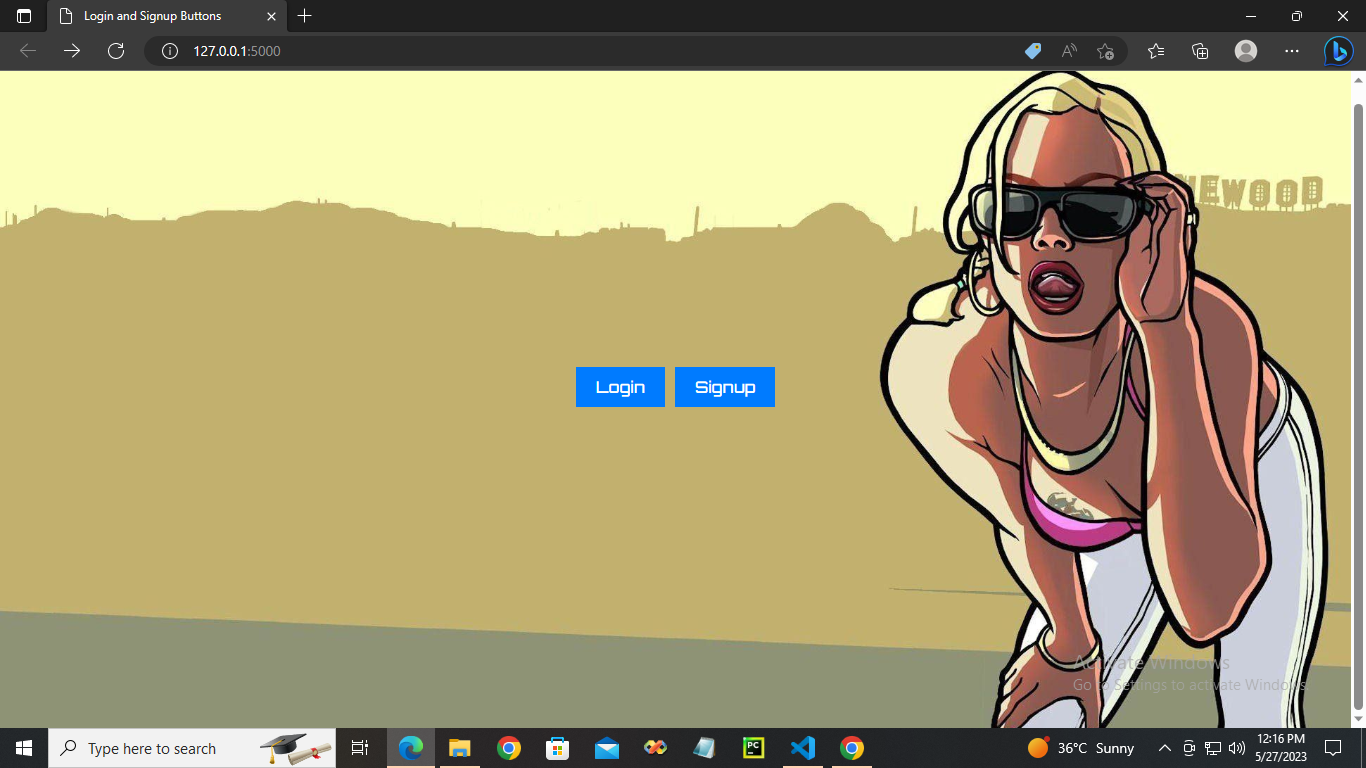 Login and Signup Buttons
127.0.0.1:5000
EWOOD
Login
Signup
Activate Windows
Go to Settings to activate Windows.
Type here to search
PC
36°C Sunny
12:16 PM
5/27/2023